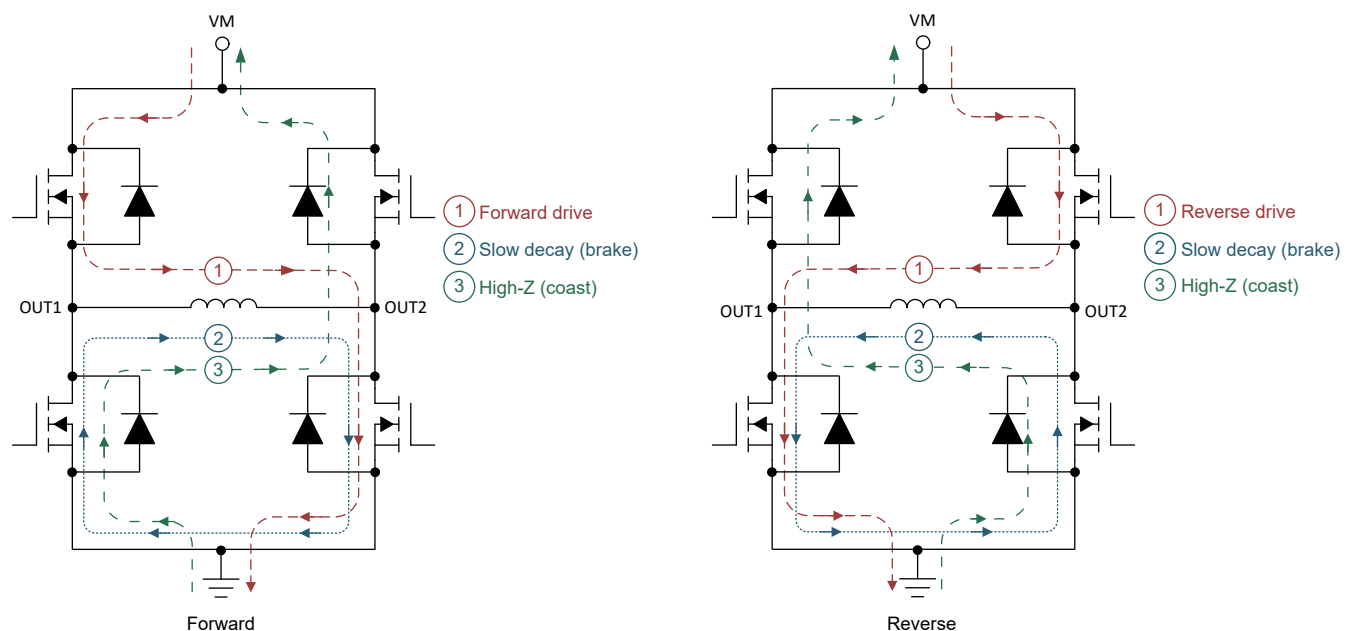 VM
1 Forward drive
2 Slow decay (brake)
3 High-Z (coast)
1
OUT1
OUT2
2
3
Forward
VM
1 Reverse drive
2 Slow decay (brake)
3 High-Z (coast)
1
OUT1
OUT2
2
3
Reverse